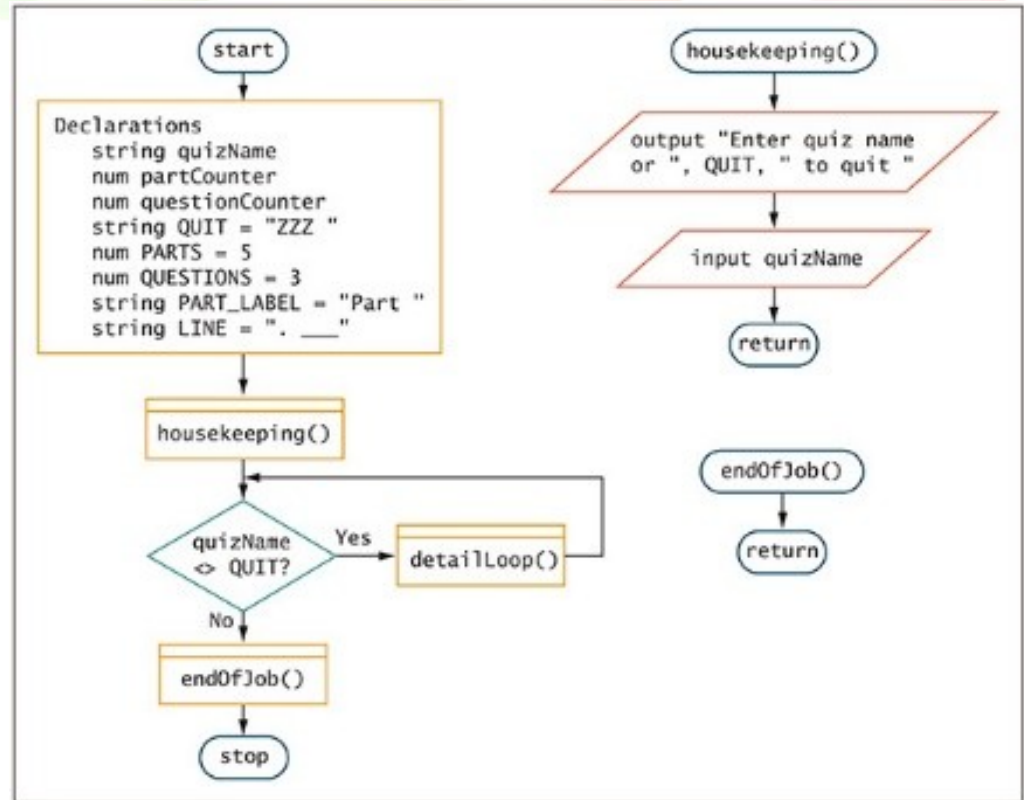 start
Declarations
string quizName
num partCounter
num questionCounter
string QUIT = "ZZZ "
num PARTS = 5
num QUESTIONS = 3
string PART_LABEL = "Part "
string LINE = ". ___"
housekeeping()
quizName
<> QUIT?
Yes
detailLoop()
No
endOfJob()
stop
housekeeping()
output "Enter quiz name
or ", QUIT, " to quit "
input quizName
return
endOfJob()
return